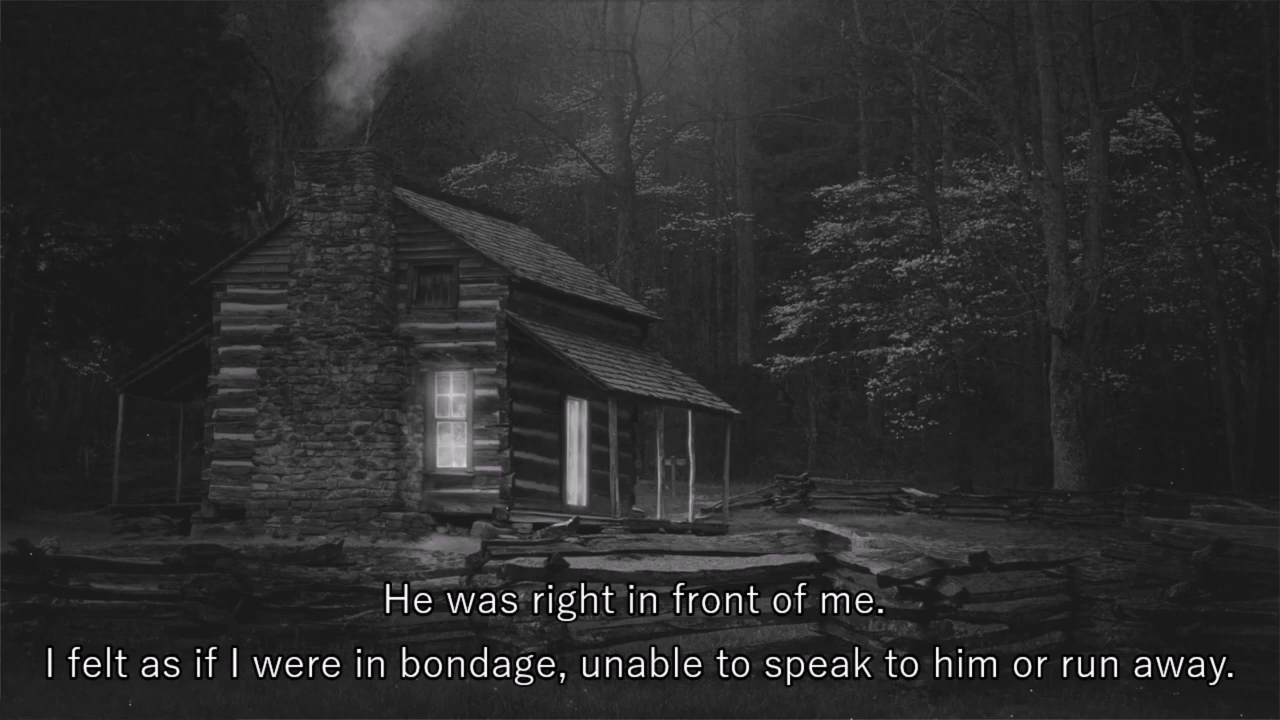 He was right in front of me.
I felt as if I were in bondage, unable to speak to him or run away.